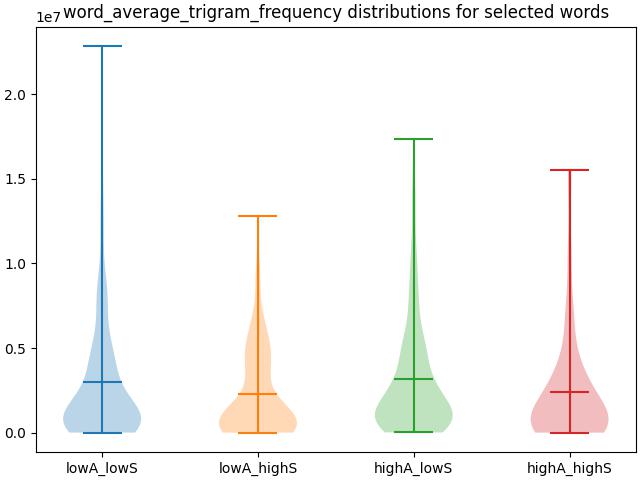 word_average_trigram_frequency distributions for selected words
1e7
2.0
1.5
1.0
0.5
0.0
lowA_lowS lowA_highS highA_lowS highA_highS